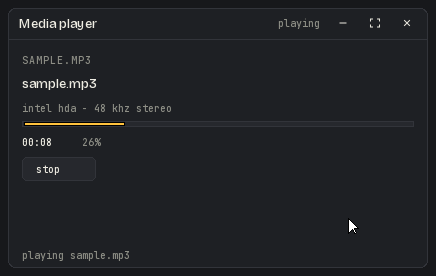 Media player
playing
SAMPLE.MP3
sample.mp3
intel hda - 48 khz stereo
00:08 26%
stop
playing sample.mp3